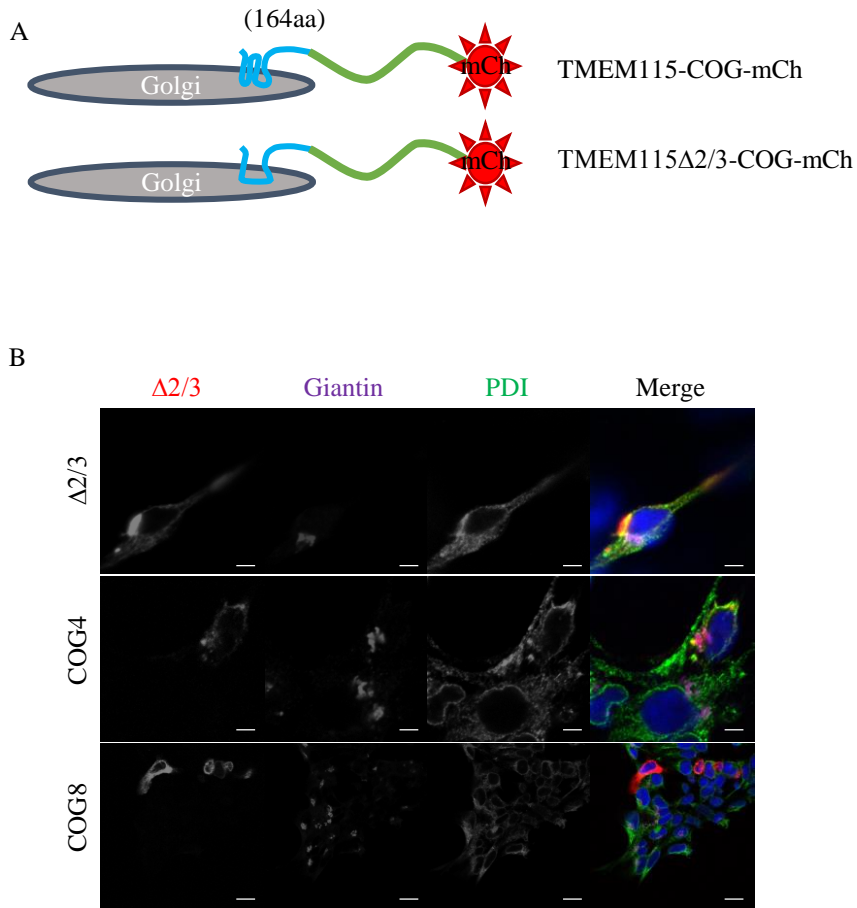 A
(164aa)
Golgi
mCh
TMEM115-COG-mCh
Golgi
mCh
TMEM115Δ2/3-COG-mCh
B
Δ2/3 Giantin PDI Merge
Δ2/3
COG4
COG8